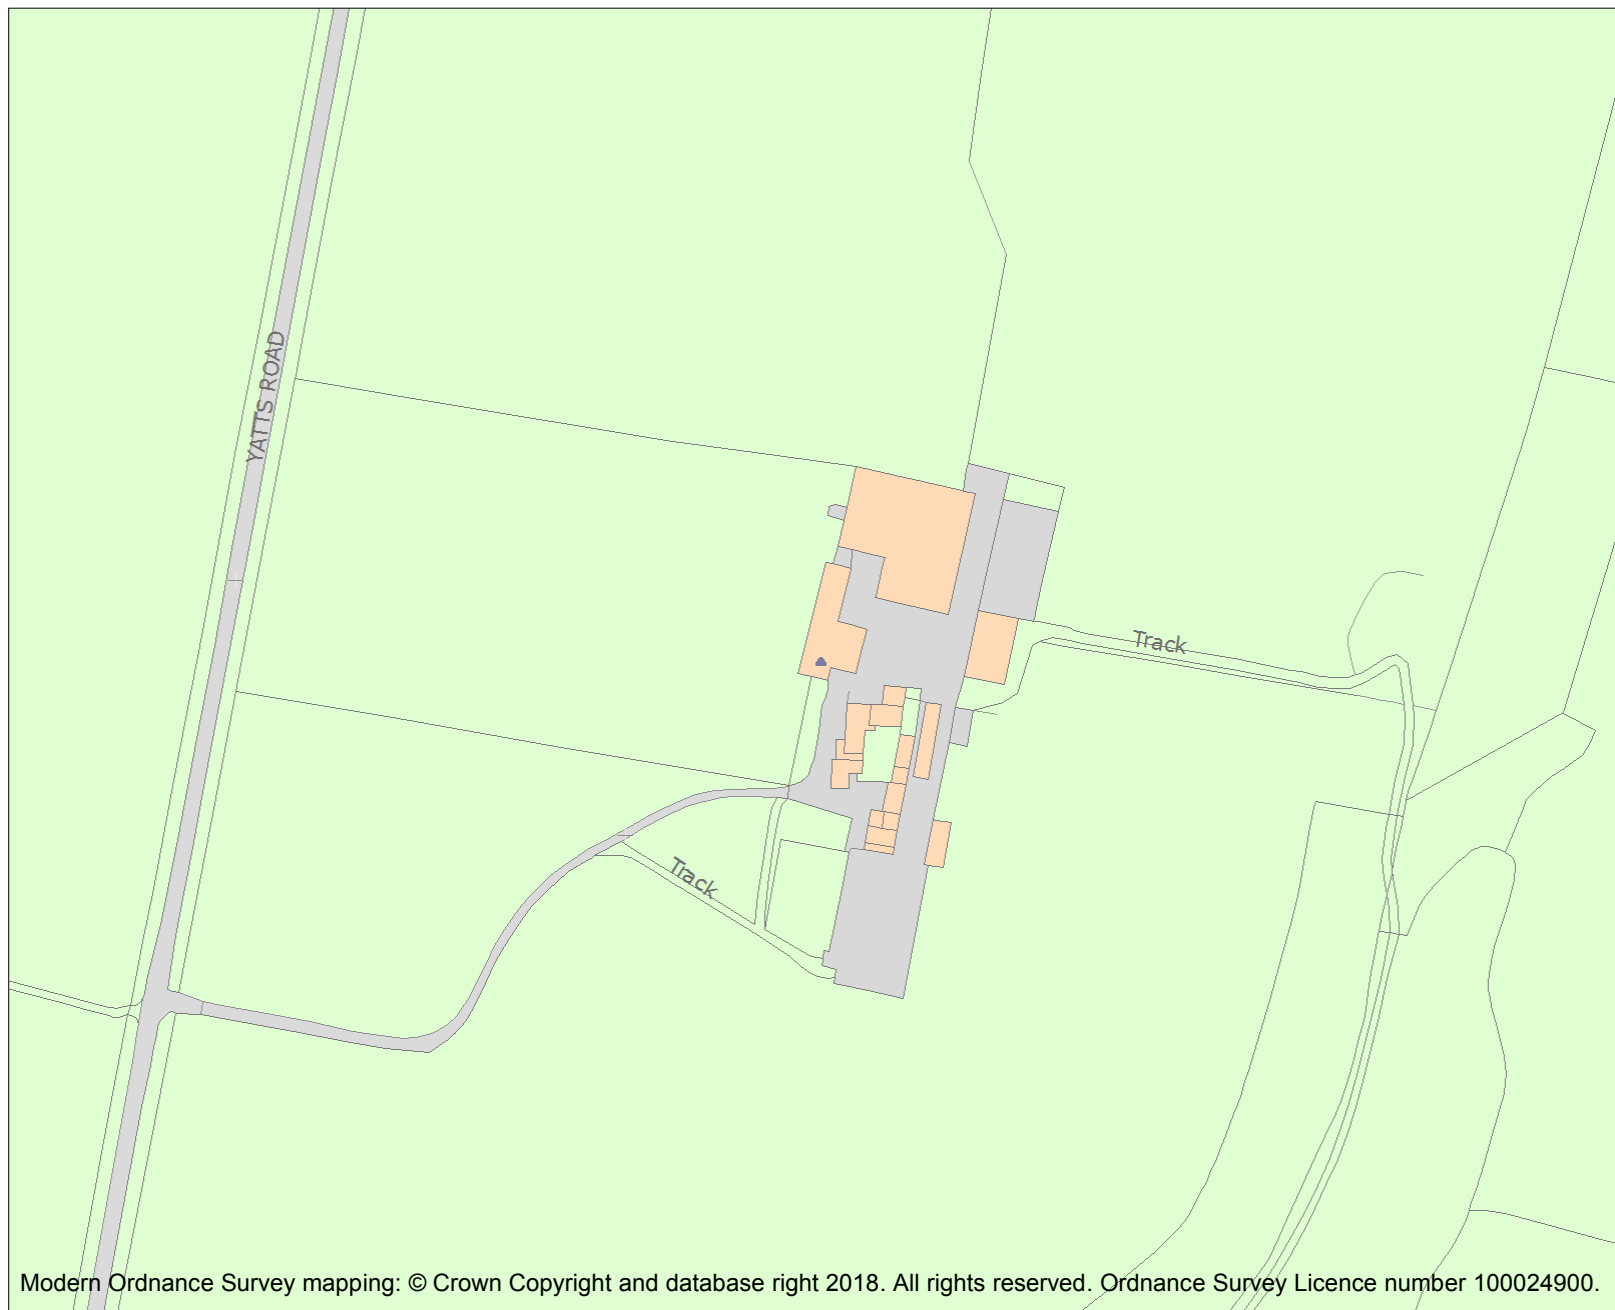 YATTS ROAD
Track
Track
Modern Ordnance Survey mapping: © Crown Copyright and database right 2018. All rights reserved. Ordnance Survey Licence number 100024900.